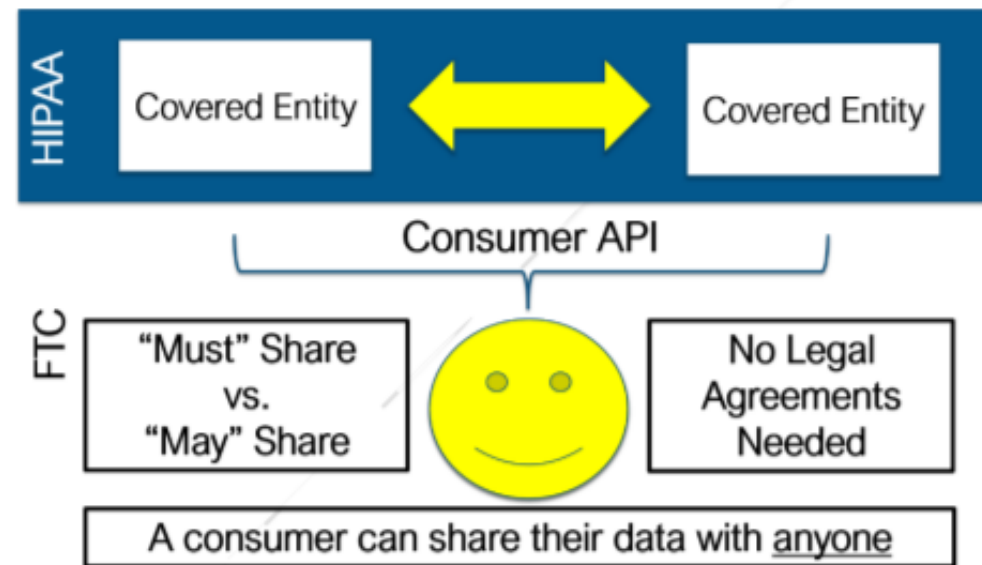 HIPAA
Covered Entity
Covered Entity
Consumer API
FTC
“Must” Share
vs.
“May” Share
No Legal
Agreements
Needed
A consumer can share their data with anyone